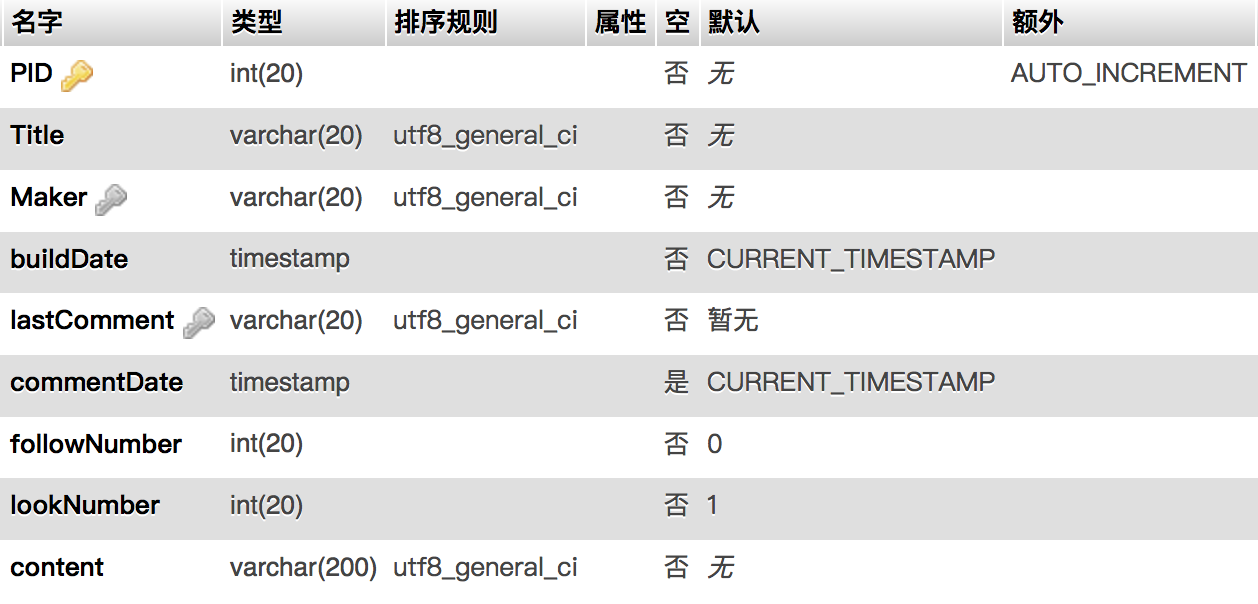 名字 类型 排序规则 属性 空 默认 额外
PID int(20) 否 无 AUTO_INCREMENT
Title varchar(20) utf8_general_ci 否 无
Maker varchar(20) utf8_general_ci 否 无
buildDate timestamp 否 CURRENT_TIMESTAMP
lastComment varchar(20) utf8_general_ci 否 暂无
commentDate timestamp 是 CURRENT_TIMESTAMP
followNumber int(20) 否 0
lookNumber int(20) 否 1
content varchar(200) utf8_general_ci 否 无